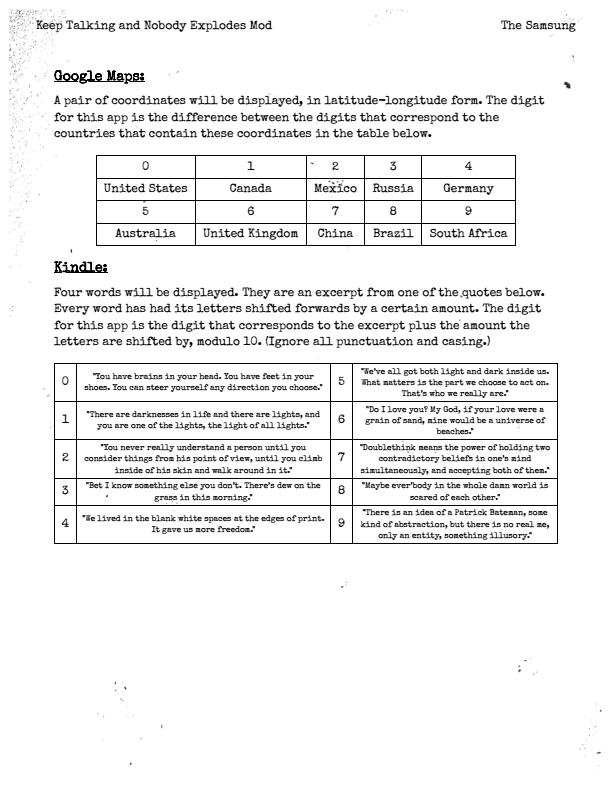 Keep Talking and Nobody Explodes Mod The Samsung
Google Maps:
A pair of coordinates will be displayed, in latitude-longitude form. The digit
for this app is the difference between the digits that correspond to the
countries that contain these coordinates in the table below.
0 1 2 3 4
United States Canada Mexico Russia Germany
5 6 7 8 9
Australia United Kingdom China Brazil South Africa
Kindle:
Four words will be displayed. They are an excerpt from one of the quotes below.
Every word has had its letters shifted forwards by a certain amount. The digit
for this app is the digit that corresponds to the excerpt plus the amount the
letters are shifted by, modulo 10. (Ignore all punctuation and casing.)
0
"You have brains in your head. You have feet in your
shoes. You can steer yourself any direction you choose."
5
"We've all got both light and dark inside us.
What matters is the part we choose to act on.
That's who we really are."
1
"There are darknesses in life and there are lights, and
you are one of the lights, the light of all lights."
6
"Do I love you? My God, if your love were a
grain of sand, mine would be a universe of
beaches."
2
"You never really understand a person until you
consider things from his point of view, until you climb
inside of his skin and walk around in it."
7
"Doublethink means the power of holding two
contradictory beliefs in one's mind
simultaneously, and accepting both of them."
3
"Bet I know something else you don't. There's dew on the
grass in this morning."
8
"Maybe ever'body in the whole damn world is
scared of each other."
4
"We lived in the blank white spaces at the edges of print.
It gave us more freedom."
9
"There is an idea of a Patrick Bateman, some
kind of abstraction, but there is no real me,
only an entity, something illusory."